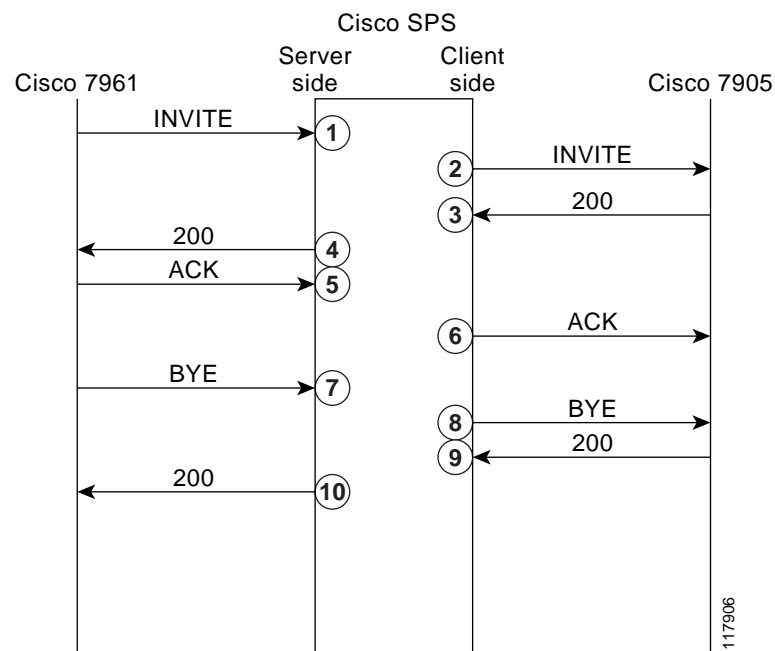 Cisco SPS
Server side
Client side
Cisco 7961
Cisco 7905
INVITE
1
2
INVITE
3
200
200
4
ACK
5
6
ACK
BYE
7
8
BYE
9
200
200
10
117906